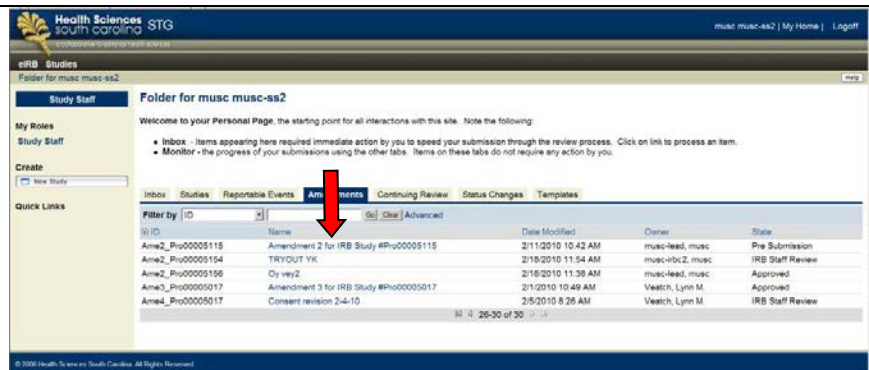 Health Sciences
south carolina STG
musc musc-ss2 | My Home | Logoff
eIRB Studies
Folder for musc musc-ss2
Help
Study Staff
Folder for musc musc-ss2
Welcome to your Personal Page, the starting point for all interactions with this site. Note the following:
My Roles
Study Staff
• Inbox - Items appearing here required immediate action by you to speed your submission through the review process. Click on link to process an item.
• Monitor - the progress of your submissions using the other tabs. Items on these tabs do not require any action by you.
Create
New Study
Inbox Studies Reportable Events Amendments Continuing Review Status Changes Templates
Quick Links
Filter by ID Go Clear Advanced
ID Name Date Modified Owner State
Ame2_Pro00005115 Amendment 2 for IRB Study #Pro00005115 2/11/2010 10:42 AM musc-lead, musc Pre Submission
Ame2_Pro00005154 TRYOUT YK 2/18/2010 11:54 AM musc-irbc2, musc IRB Staff Review
Ame2_Pro00005156 Oy vey2 2/18/2010 11:38 AM musc-lead, musc Approved
Ame3_Pro00005017 Amendment 3 for IRB Study #Pro00005017 2/1/2010 10:49 AM Veatch, Lynn M. Approved
Ame4_Pro00005017 Consent revision 2-4-10 2/5/2010 8:26 AM Veatch, Lynn M. IRB Staff Review
26-30 of 30
© 2006 Health Sciences South Carolina. All Rights Reserved.